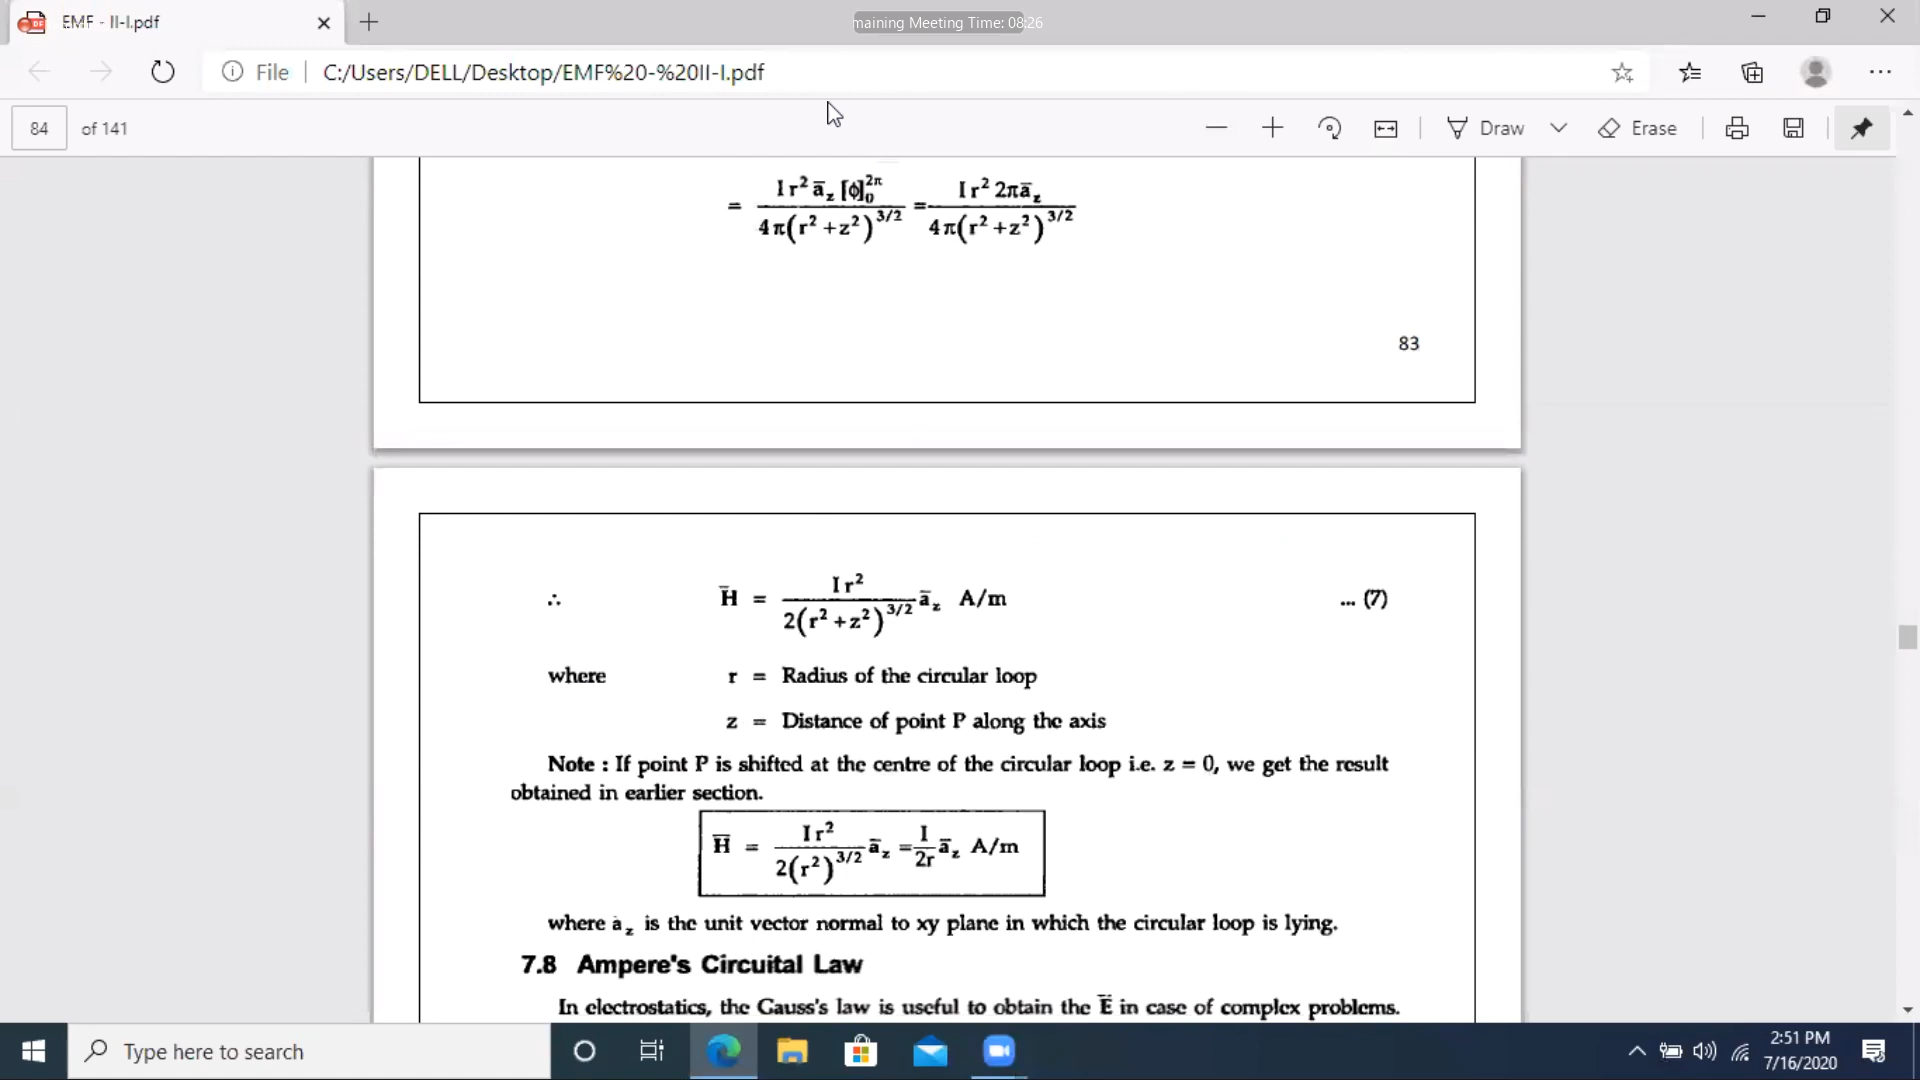 EMF - II-I.pdf
maining Meeting Time: 08:26
File
C:/Users/DELL/Desktop/EMF%20-%20II-I.pdf
84 of 141
Draw
Erase
= I r² ā_z [ϕ]₀^2π / 4π(r² + z²)^3/2 = I r² 2π ā_z / 4π(r² + z²)^3/2
83
∴ H̄ = I r² / 2(r² + z²)^3/2 ā_z A/m ... (7)
where r = Radius of the circular loop
z = Distance of point P along the axis
Note : If point P is shifted at the centre of the circular loop i.e. z = 0, we get the result
obtained in earlier section.
H̄ = I r² / 2(r²)^3/2 ā_z = I / 2r ā_z A/m
where ā_z is the unit vector normal to xy plane in which the circular loop is lying.
7.8 Ampere's Circuital Law
In electrostatics, the Gauss's law is useful to obtain the Ē in case of complex problems.
Type here to search
2:51 PM
7/16/2020